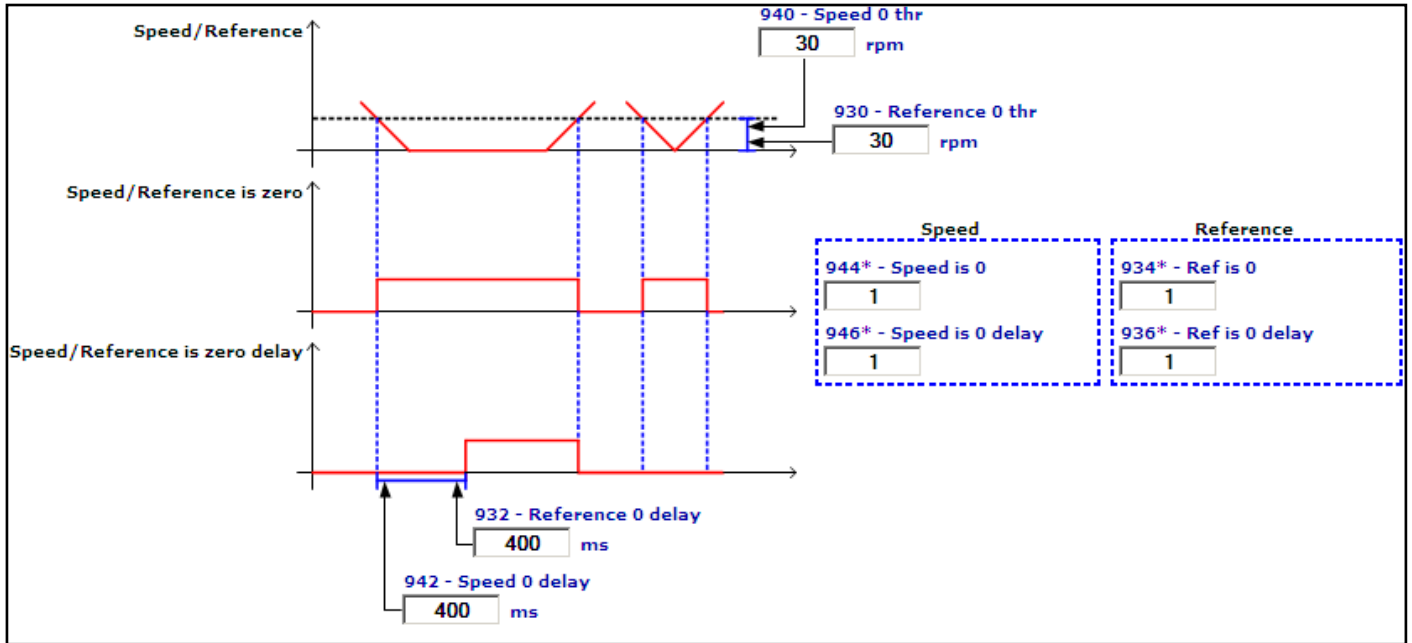 940 - Speed 0 thr
Speed/Reference
30 rpm
930 - Reference 0 thr
30 rpm
Speed/Reference is zero
Speed Reference
944* - Speed is 0 934* - Ref is 0
1 1
946* - Speed is 0 delay 936* - Ref is 0 delay
1 1
Speed/Reference is zero delay
932 - Reference 0 delay
400 ms
942 - Speed 0 delay
400 ms